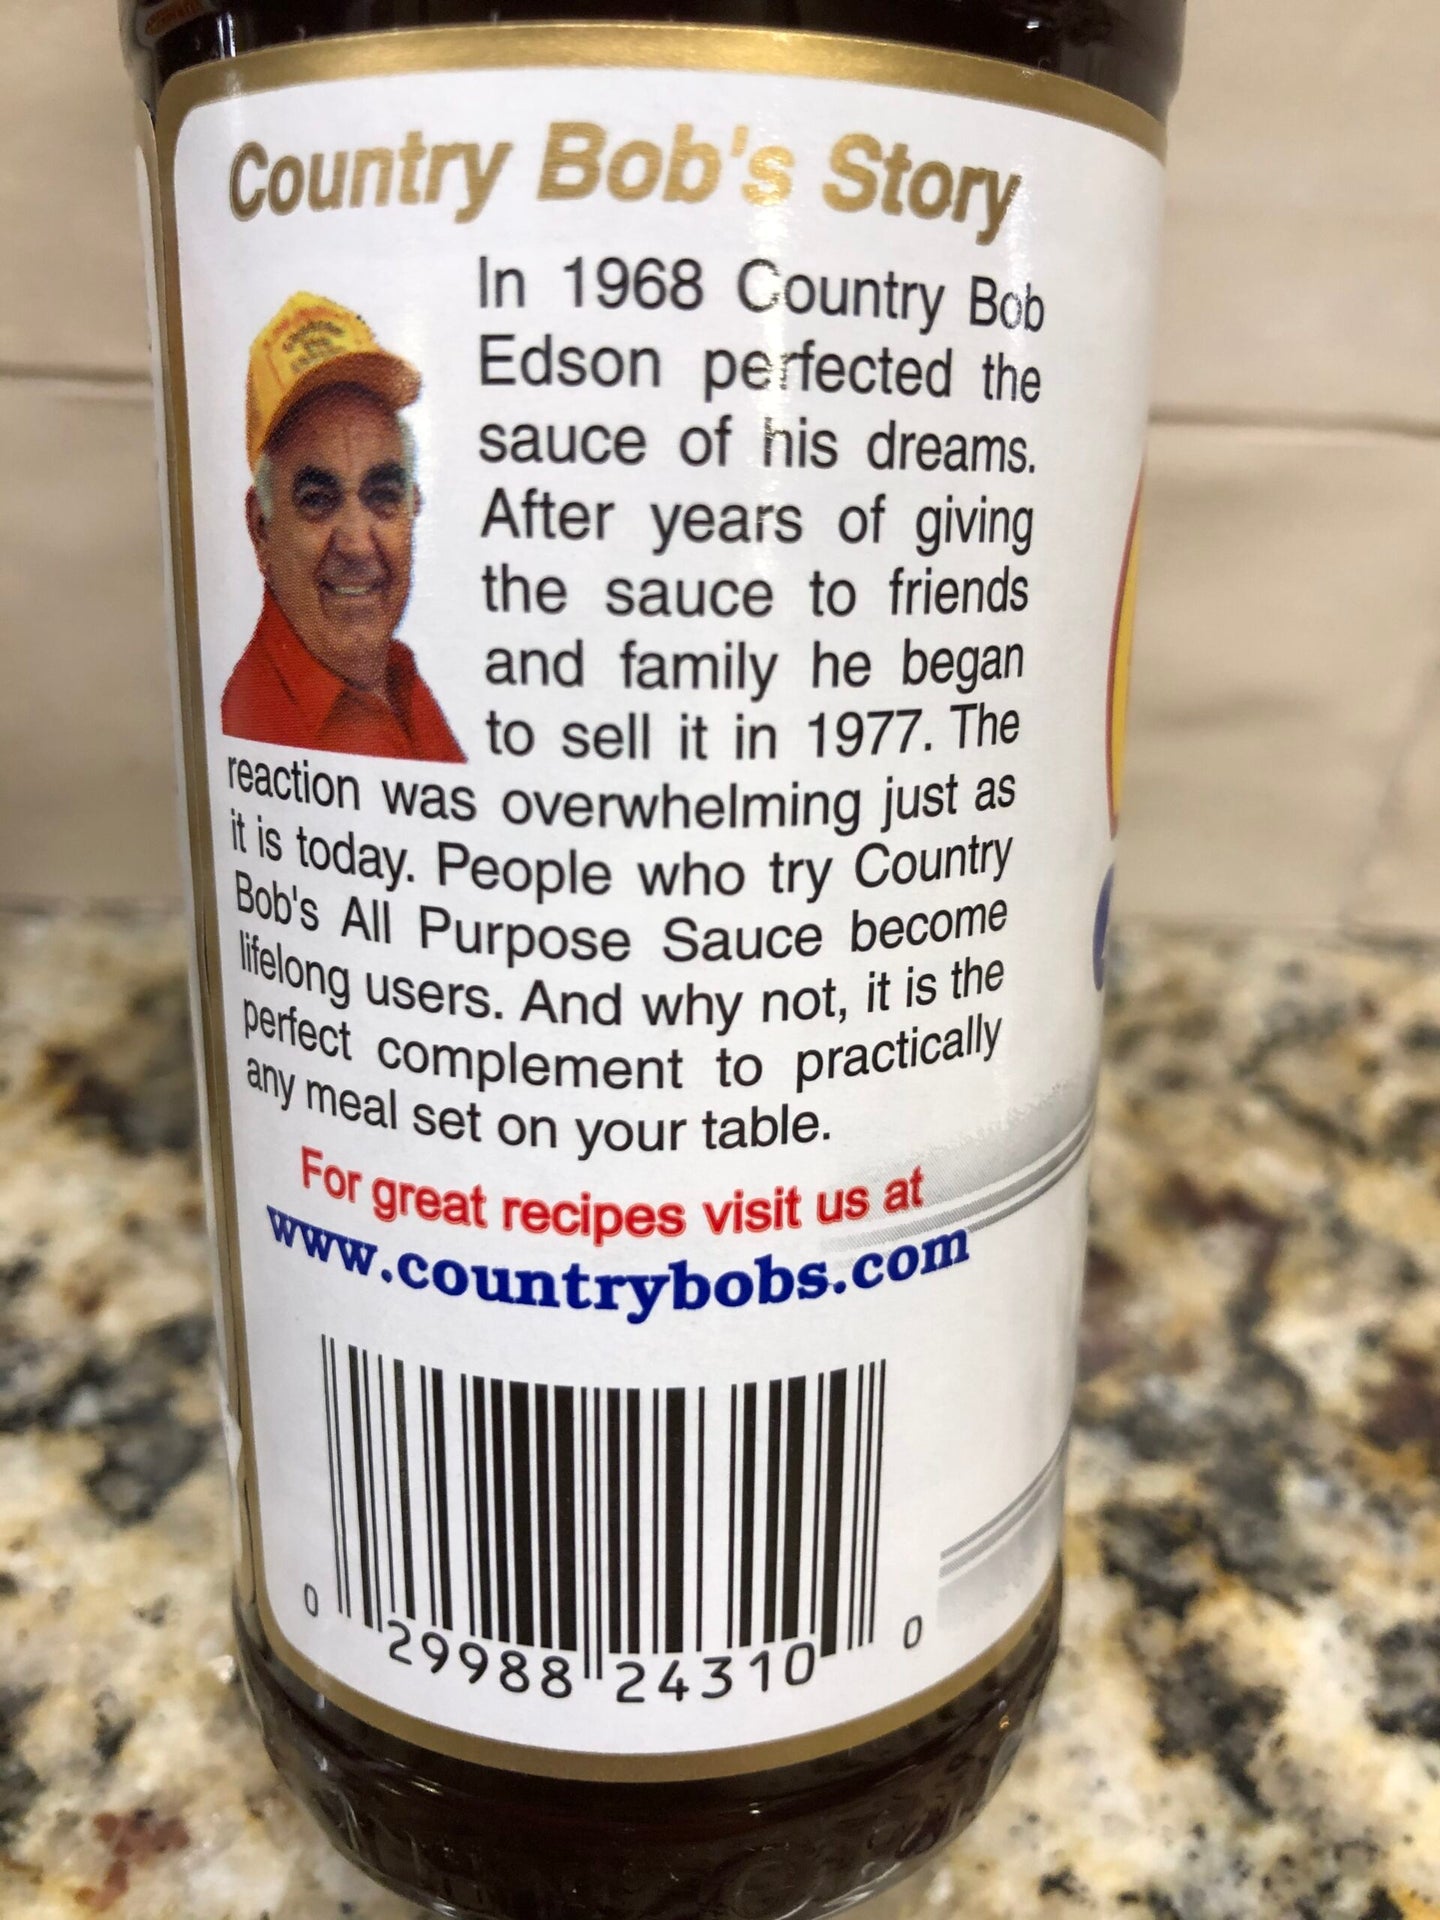 Country Bob's Story
In 1968 Country Bob
Edson perfected the
sauce of his dreams.
After years of giving
the sauce to friends
and family he began
to sell it in 1977. The
reaction was overwhelming just as
it is today. People who try Country
Bob's All Purpose Sauce become
lifelong users. And why not, it is the
perfect complement to practically
any meal set on your table.
For great recipes visit us at
www.countrybobs.com
0 29988 24310 0